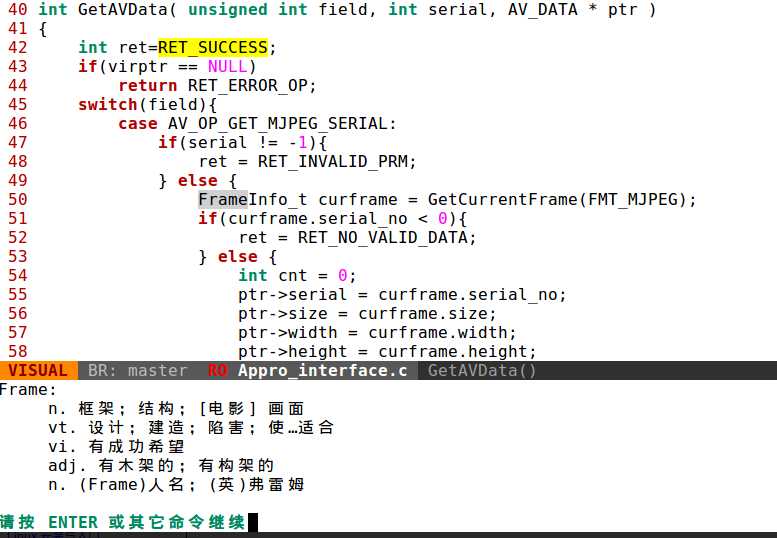 40 int GetAVData( unsigned int field, int serial, AV_DATA * ptr )
41 {
42     int ret=RET_SUCCESS;
43     if(virptr == NULL)
44         return RET_ERROR_OP;
45     switch(field){
46         case AV_OP_GET_MJPEG_SERIAL:
47             if(serial != -1){
48                 ret = RET_INVALID_PRM;
49             } else {
50                 FrameInfo_t curframe = GetCurrentFrame(FMT_MJPEG);
51                 if(curframe.serial_no < 0){
52                     ret = RET_NO_VALID_DATA;
53                 } else {
54                     int cnt = 0;
55                     ptr->serial = curframe.serial_no;
56                     ptr->size = curframe.size;
57                     ptr->width = curframe.width;
58                     ptr->height = curframe.height;
VISUAL BR: master RO Appro_interface.c GetAVData()
Frame:
     n. 框架; 结构; [电影] 画面
     vt. 设计; 建造; 陷害; 使…适合
     vi. 有成功希望
     adj. 有木架的; 有构架的
     n. (Frame)人名; (英)弗雷姆
请按 ENTER 或其它命令继续